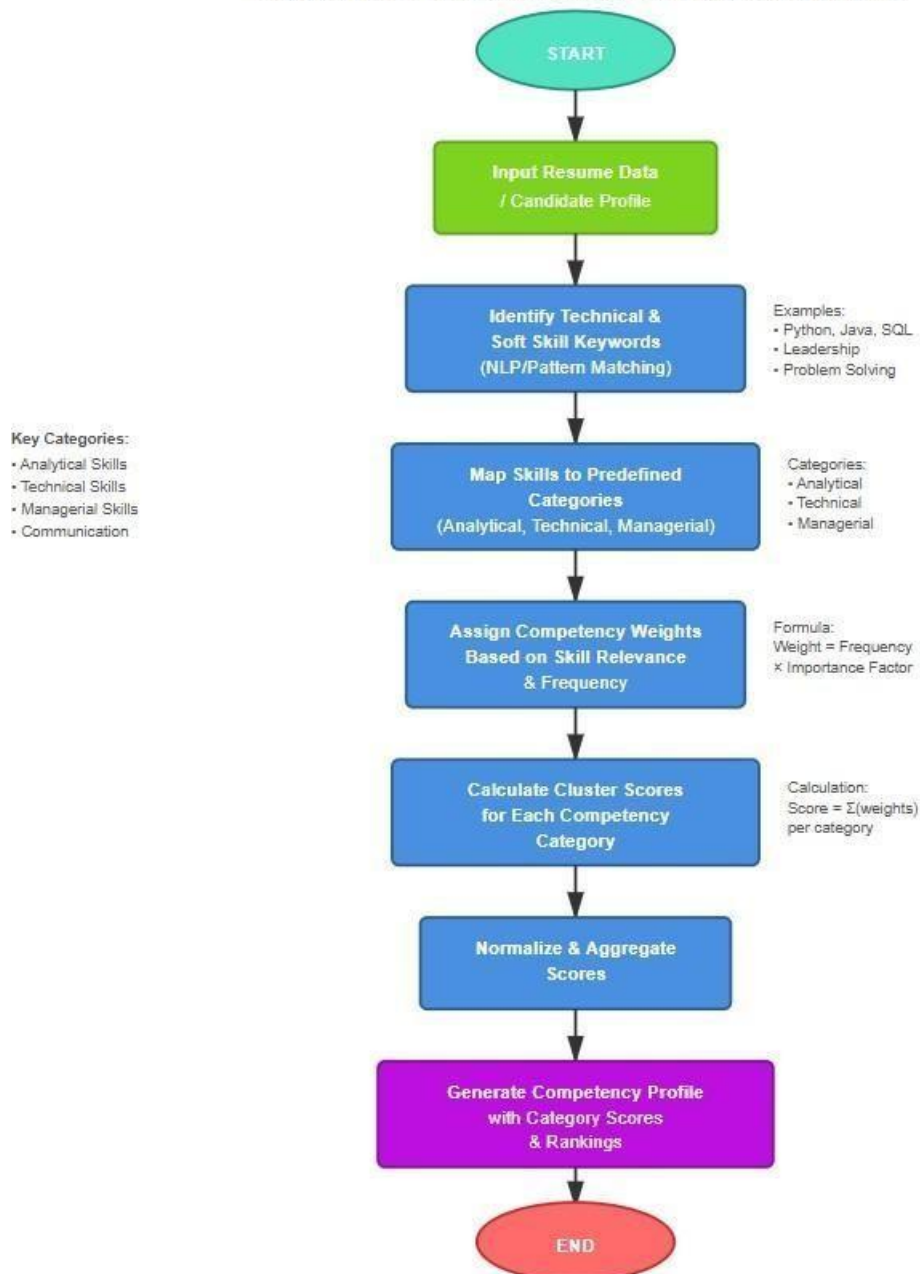 START
Input Resume Data
/ Candidate Profile
Identify Technical &
Soft Skill Keywords
(NLP/Pattern Matching)
Examples:
• Python, Java, SQL
• Leadership
• Problem Solving
Key Categories:
• Analytical Skills
• Technical Skills
• Managerial Skills
• Communication
Map Skills to Predefined
Categories
(Analytical, Technical, Managerial)
Categories:
• Analytical
• Technical
• Managerial
Assign Competency Weights
Based on Skill Relevance
& Frequency
Formula:
Weight = Frequency
× Importance Factor
Calculate Cluster Scores
for Each Competency
Category
Calculation:
Score = Σ(weights)
per category
Normalize & Aggregate
Scores
Generate Competency Profile
with Category Scores
& Rankings
END